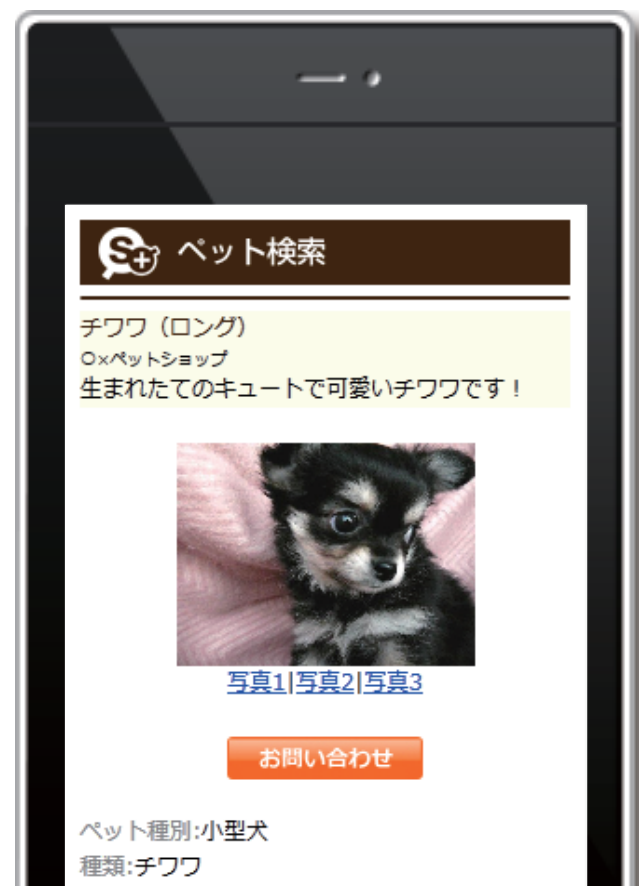 S+ ペット検索
チワワ（ロング）
○×ペットショップ
生まれたてのキュートで可愛いチワワです！
写真1|写真2|写真3
お問い合わせ
ペット種別:小型犬
種類:チワワ